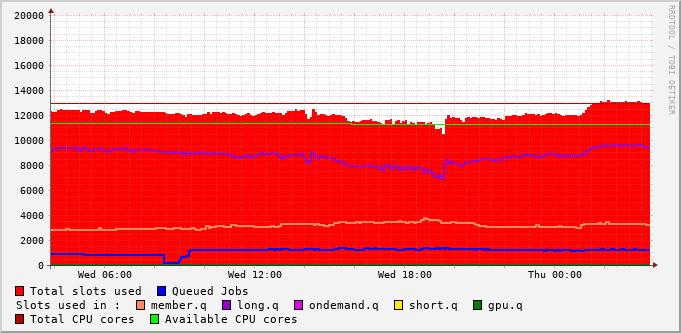 RRDTOOL / TOBI OETIKER
20000
18000
16000
14000
12000
10000
8000
6000
4000
2000
0
Wed 06:00 Wed 12:00 Wed 18:00 Thu 00:00
Total slots used Queued Jobs
Slots used in : member.q long.q ondemand.q short.q gpu.q
Total CPU cores Available CPU cores